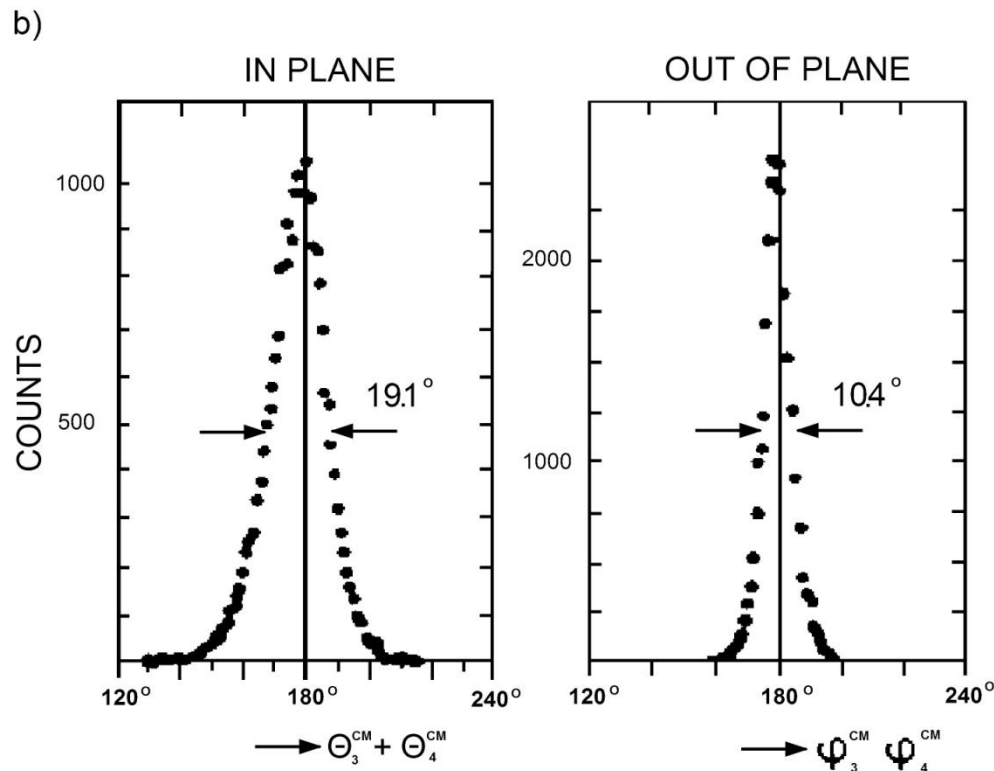 b)
IN PLANE
OUT OF PLANE
1000
500
COUNTS
19.1°
120° 180° 240°
→ Θ₃ᶜᴹ + Θ₄ᶜᴹ
2000
1000
10.4°
120° 180° 240°
→ φ₃ᶜᴹ φ₄ᶜᴹ